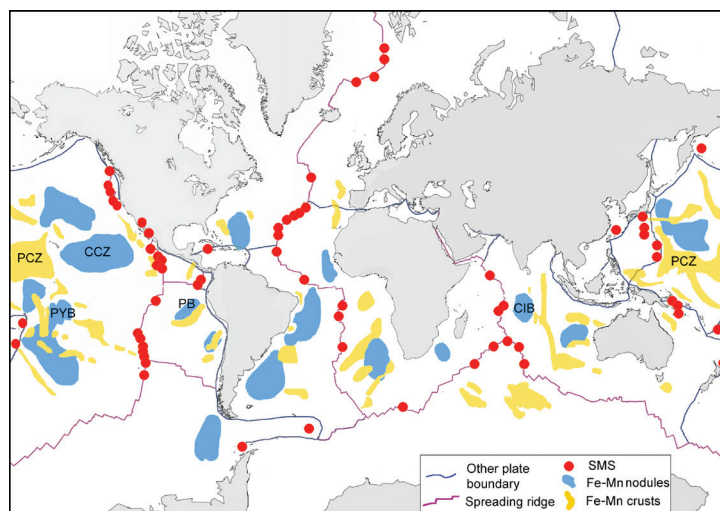 PCZ
CCZ
PYB
PB
CIB
PCZ
Other plate
boundary
Spreading ridge
SMS
Fe-Mn nodules
Fe-Mn crusts